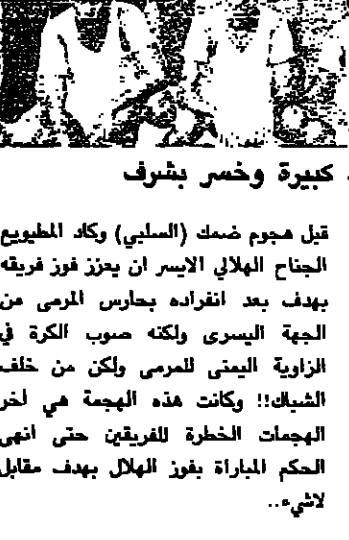 . كبيرة وخسر بشرف
قبل هجوم ضمك (السلبي) وكاد المطيويع
الجناح الهلالي الايسر ان يعزز فوز فريقه
بهدف بعد انفراده بحارس المرمى من
الجهة اليسرى ولكنه صوب الكرة في
الزاوية اليمنى للمرمى ولكن من خلف
الشباك!! وكانت هذه الهجمة هي أخر
الهجمات الخطرة للفريقين حتى انهى
الحكم المباراة بفوز الهلال بهدف مقابل
لاشيء..